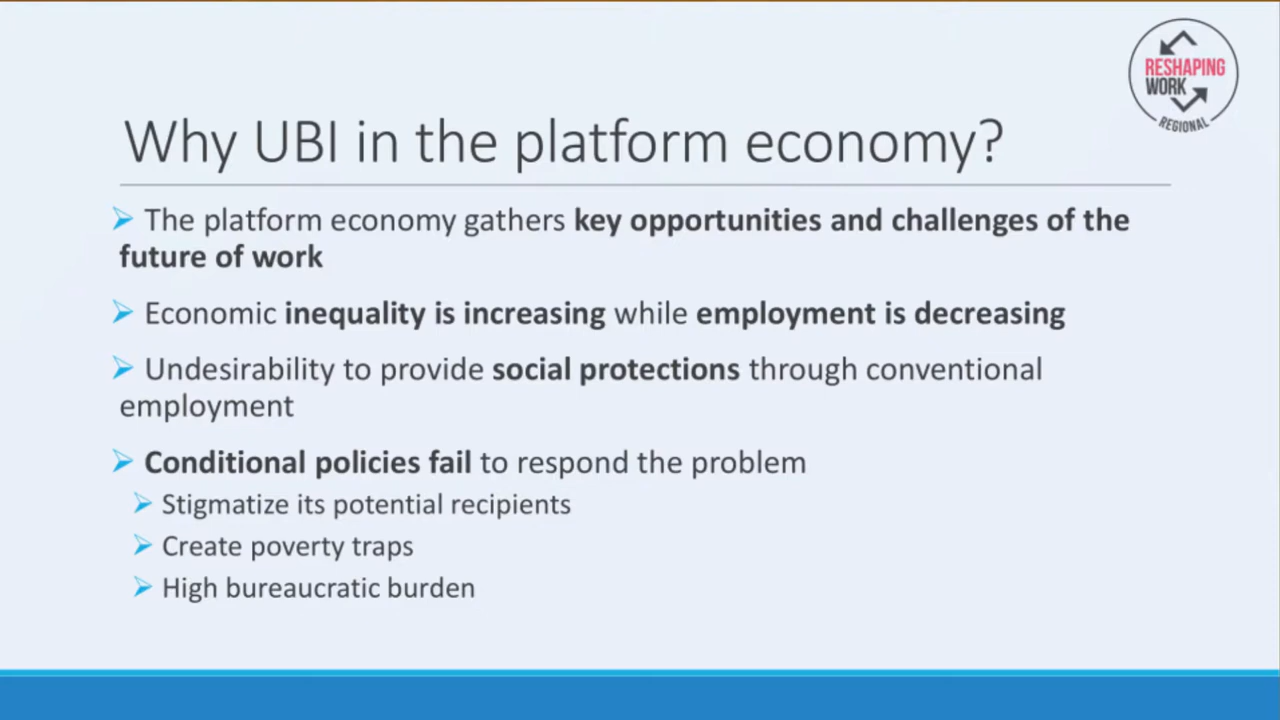 RESHAPING
WORK
REGIONAL
Why UBI in the platform economy?
The platform economy gathers key opportunities and challenges of the
future of work
Economic inequality is increasing while employment is decreasing
Undesirability to provide social protections through conventional
employment
Conditional policies fail to respond the problem
Stigmatize its potential recipients
Create poverty traps
High bureaucratic burden